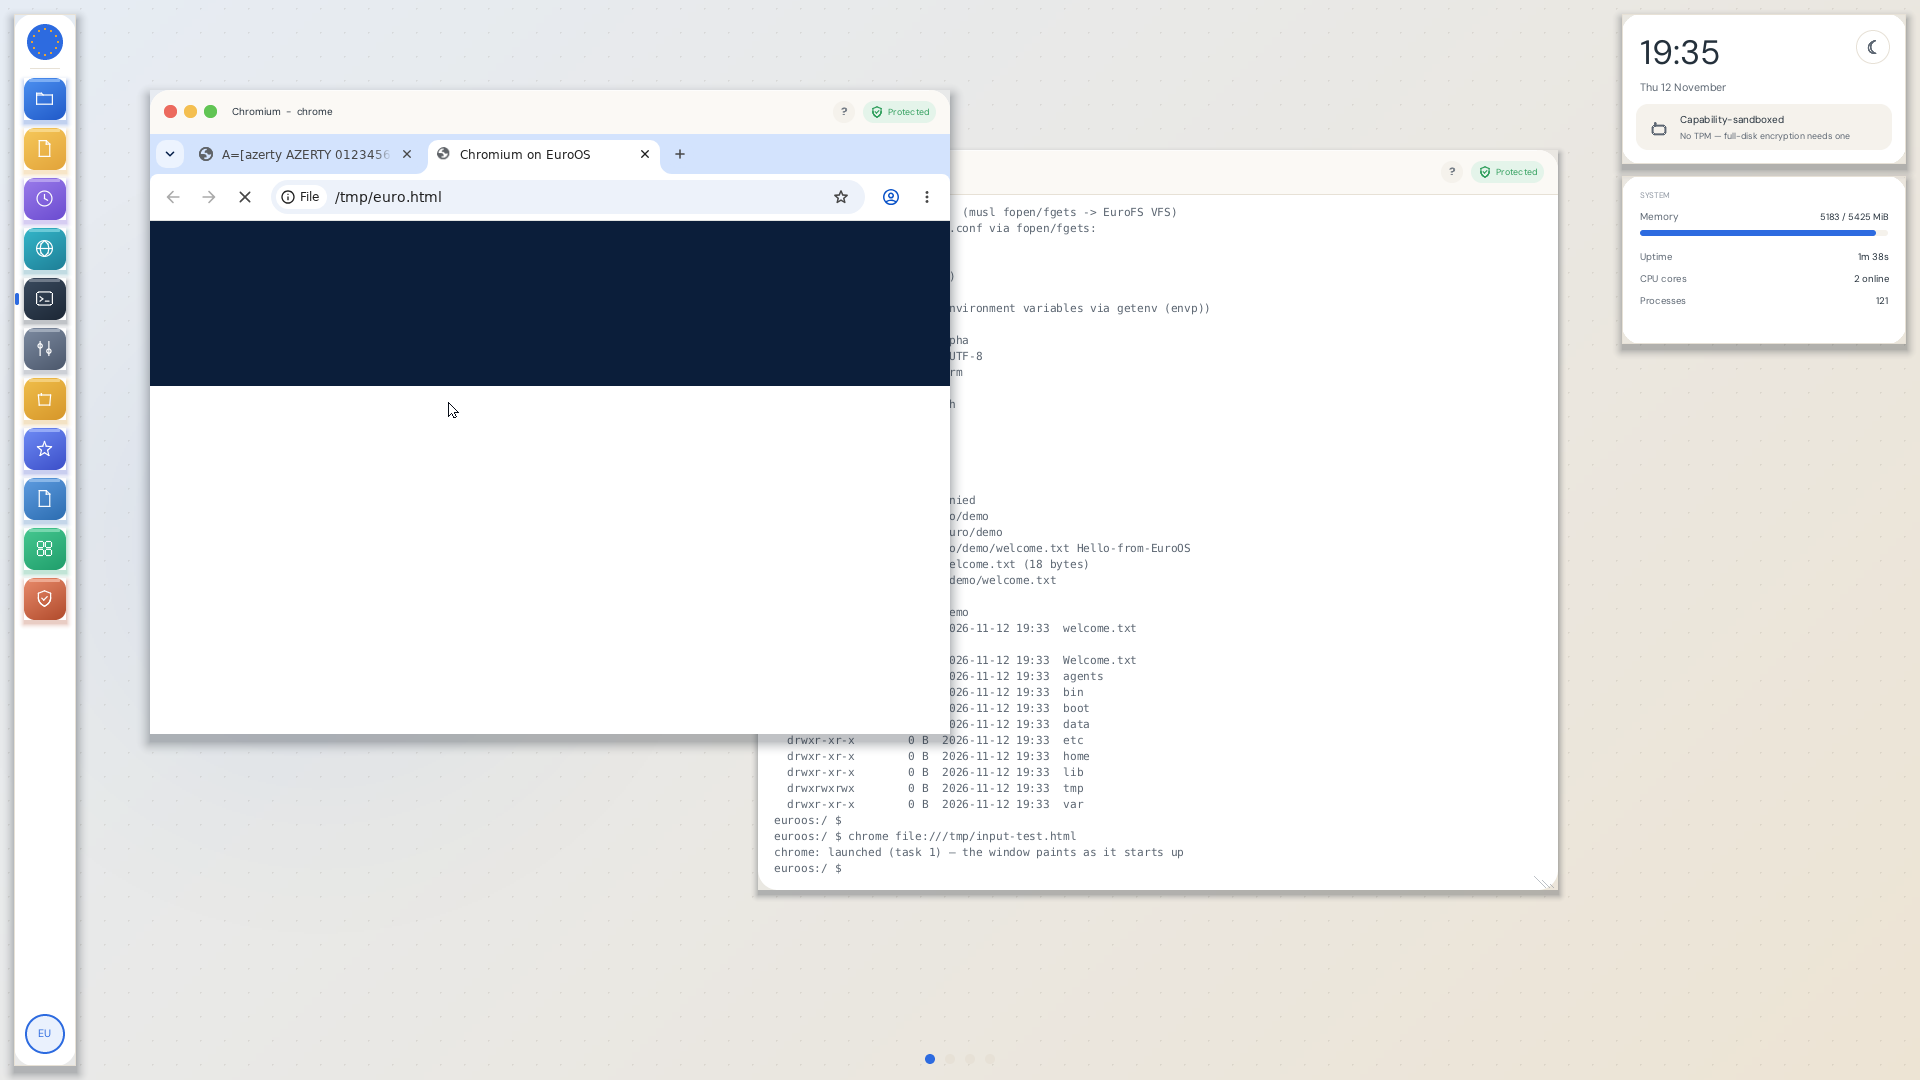 Chromium - chrome
?
Protected
A=[azerty AZERTY 0123456
Chromium on EuroOS
File
/tmp/euro.html
?
Protected
(musl fopen/fgets -> EuroFS VFS)
.conf via fopen/fgets:
)
nvironment variables via getenv (envp))
pha
UTF-8
rm
h
nied
o/demo
uro/demo
o/demo/welcome.txt Hello-from-EuroOS
elcome.txt (18 bytes)
demo/welcome.txt
emo
026-11-12 19:33  welcome.txt
026-11-12 19:33  Welcome.txt
026-11-12 19:33  agents
026-11-12 19:33  bin
026-11-12 19:33  boot
026-11-12 19:33  data
drwxr-xr-x        0 B  2026-11-12 19:33  etc
drwxr-xr-x        0 B  2026-11-12 19:33  home
drwxr-xr-x        0 B  2026-11-12 19:33  lib
drwxrwxrwx        0 B  2026-11-12 19:33  tmp
drwxr-xr-x        0 B  2026-11-12 19:33  var
euroos:/ $
euroos:/ $ chrome file:///tmp/input-test.html
chrome: launched (task 1) — the window paints as it starts up
euroos:/ $
19:35
Thu 12 November
Capability-sandboxed
No TPM — full-disk encryption needs one
SYSTEM
Memory 5183 / 5425 MiB
Uptime 1m 38s
CPU cores 2 online
Processes 121
EU